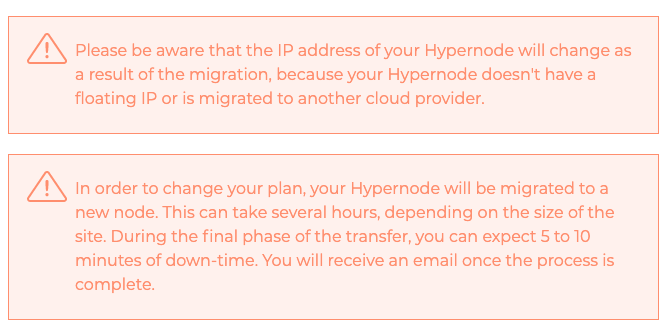 Please be aware that the IP address of your Hypernode will change as
a result of the migration, because your Hypernode doesn't have a
floating IP or is migrated to another cloud provider.
In order to change your plan, your Hypernode will be migrated to a
new node. This can take several hours, depending on the size of the
site. During the final phase of the transfer, you can expect 5 to 10
minutes of down-time. You will receive an email once the process is
complete.